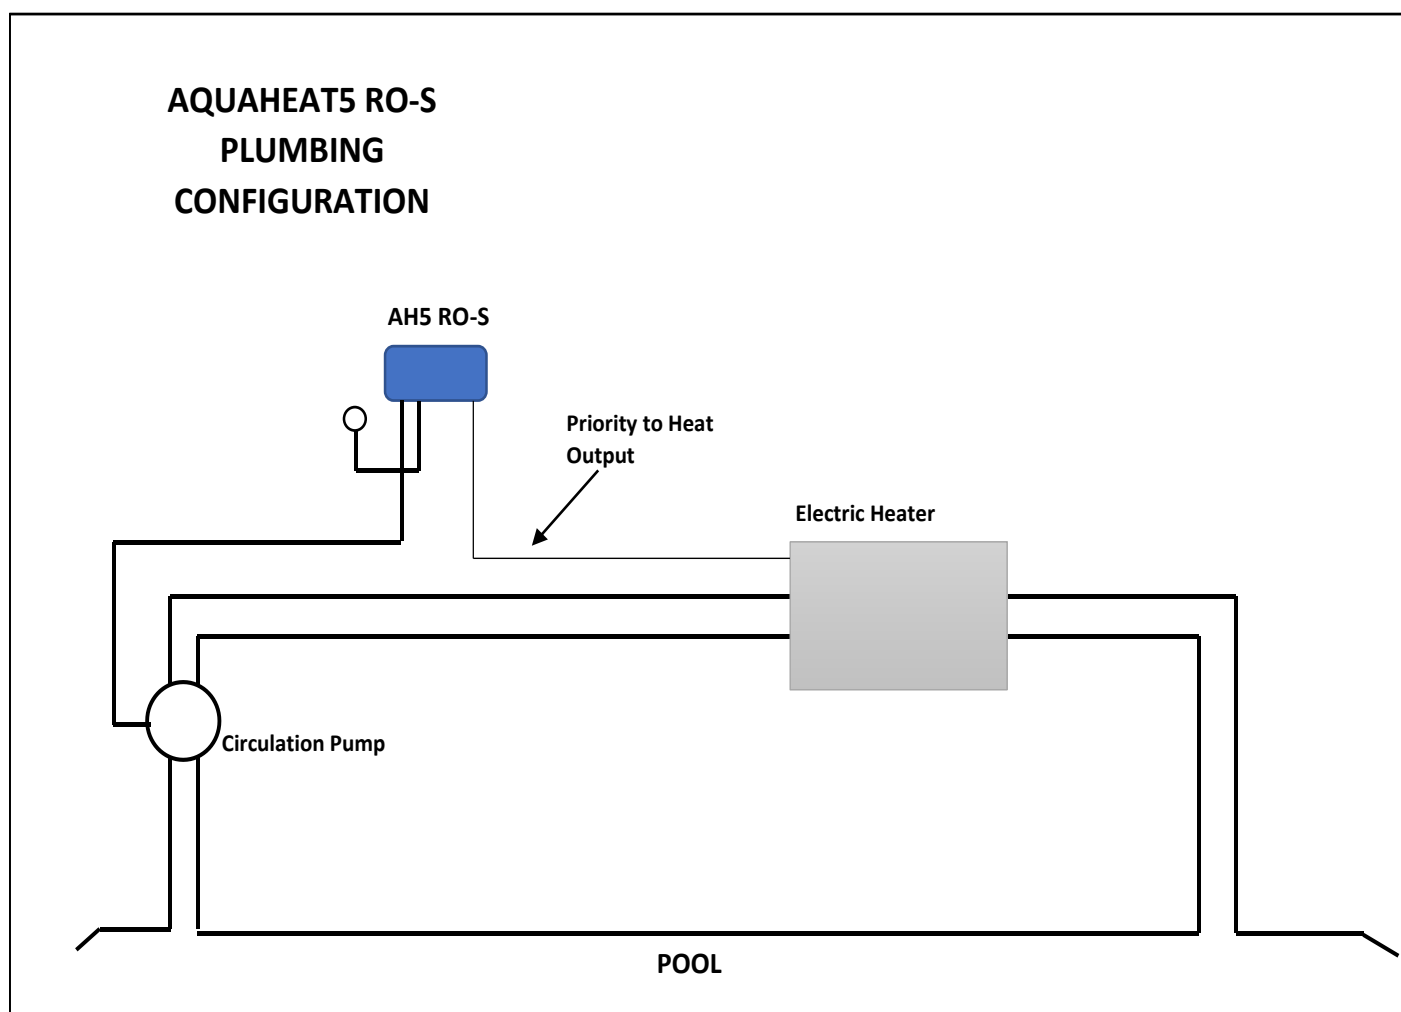 AQUAHEAT5 RO-S
PLUMBING
CONFIGURATION
AH5 RO-S
Priority to Heat
Output
Electric Heater
Circulation Pump
POOL